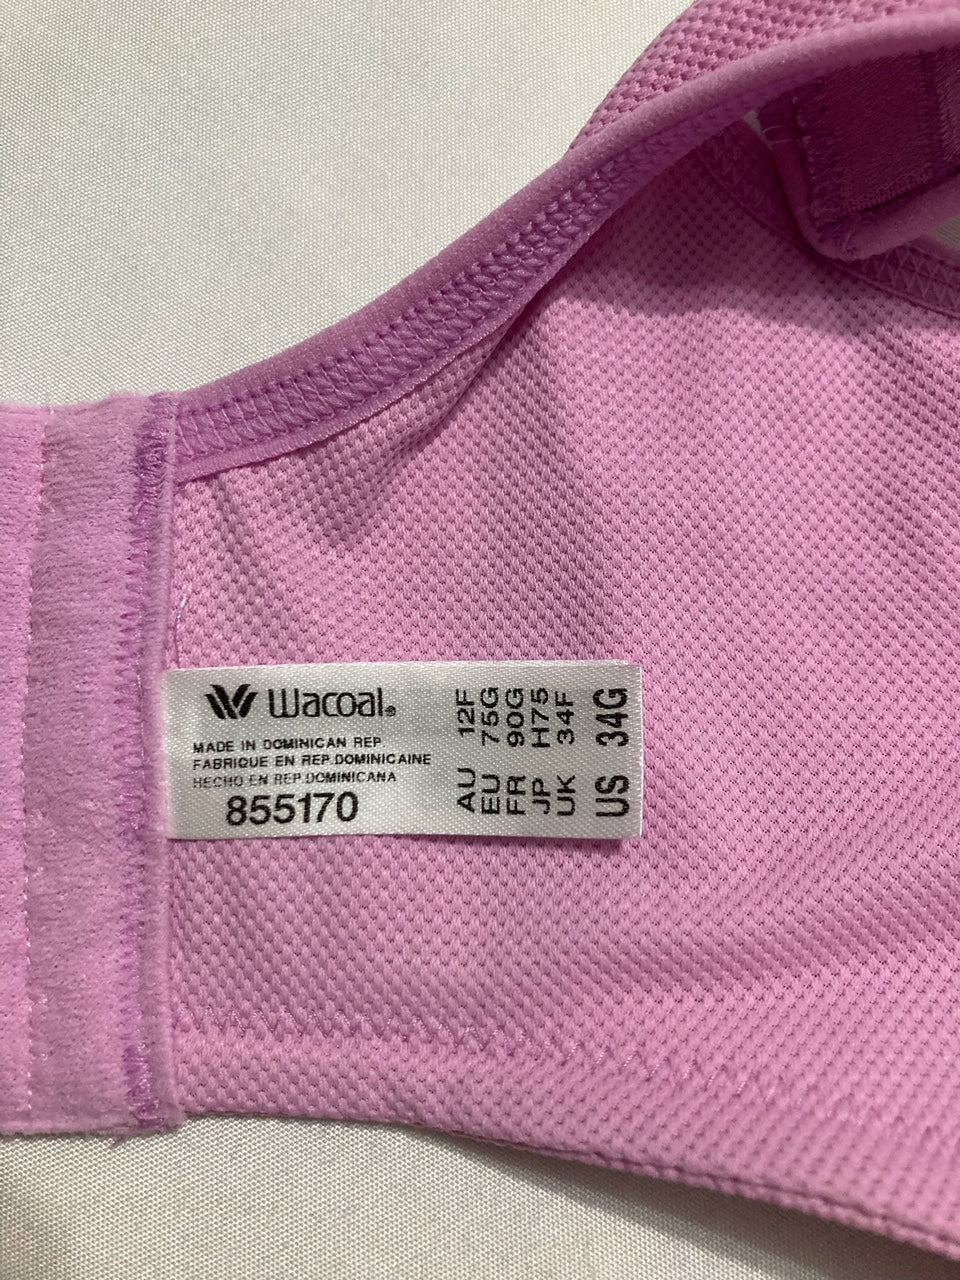 Wacoal®
MADE IN DOMINICAN REP
FABRIQUE EN REP.DOMINICAINE
HECHO EN REP.DOMINICANA
855170
AU 12F
EU 75G
FR 90G
JP H75
UK 34F
US 34G